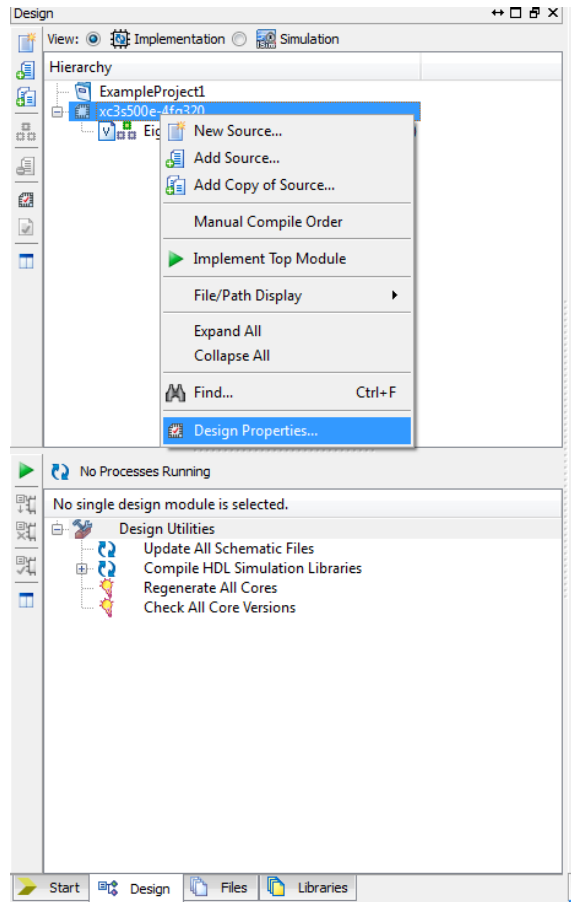 Design
View: Implementation Simulation
Hierarchy
ExampleProject1
xc3s500e-4fg320
New Source...
Add Source...
Add Copy of Source...
Manual Compile Order
Implement Top Module
File/Path Display
Expand All
Collapse All
Find... Ctrl+F
Design Properties...
No Processes Running
No single design module is selected.
Design Utilities
Update All Schematic Files
Compile HDL Simulation Libraries
Regenerate All Cores
Check All Core Versions
Start Design Files Libraries